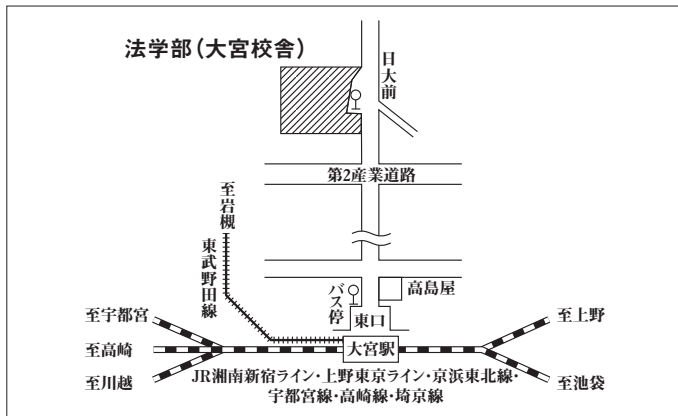 法学部(大宮校舎)
日大前
第2産業道路
至岩槻
東武野田線
バス停
高島屋
東口
至宇都宮
至上野
至高崎
大宮駅
至川越
至池袋
JR湘南新宿ライン・上野東京ライン・京浜東北線・
宇都宮線・高崎線・埼京線